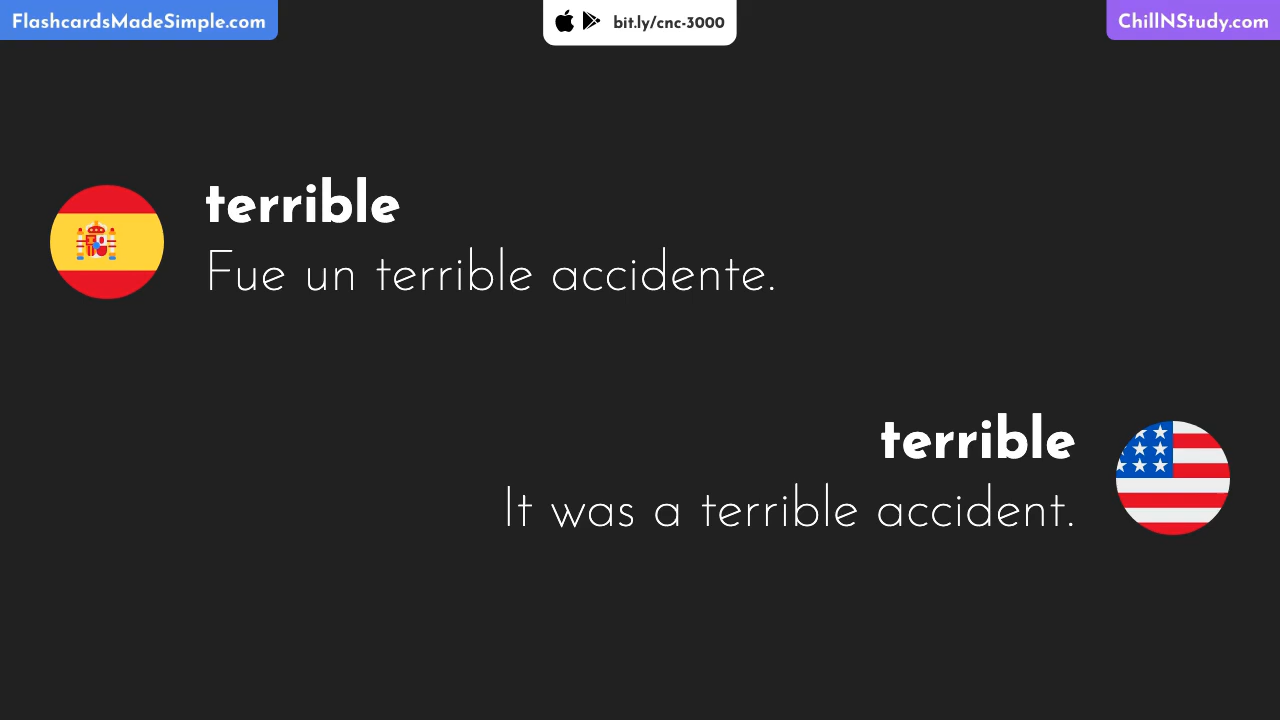 FlashcardsMadeSimple.com
bit.ly/cnc-3000
ChillNStudy.com
terrible
Fue un terrible accidente.
terrible
It was a terrible accident.